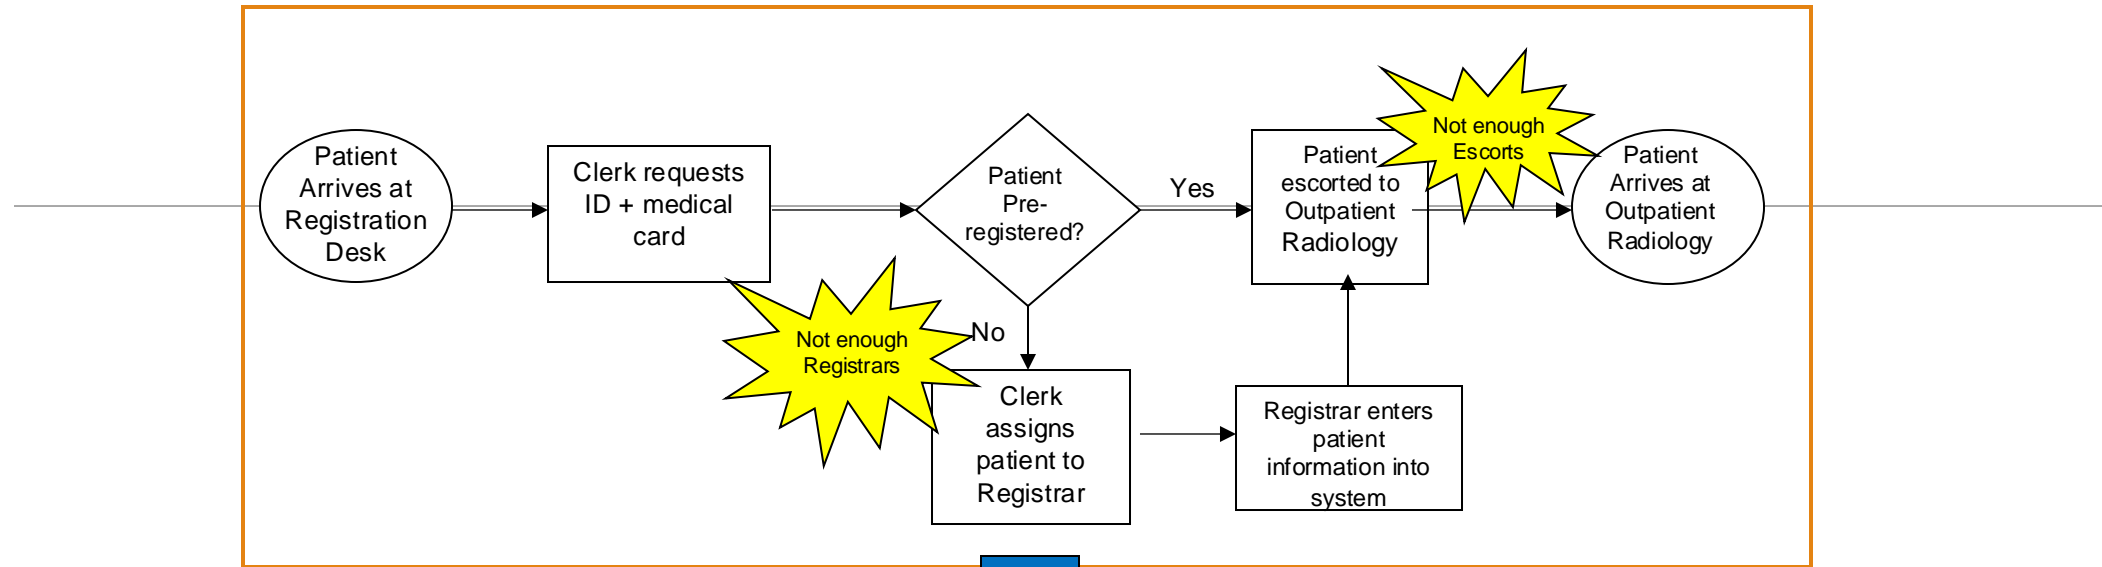 Patient
Arrives at
Registration
Desk
Clerk requests
ID + medical
card
Patient
Pre-
registered?
Yes
Patient
escorted to
Outpatient
Radiology
Not enough
Escorts
Patient
Arrives at
Outpatient
Radiology
Not enough
Registrars
No
Clerk
assigns
patient to
Registrar
Registrar enters
patient
information into
system